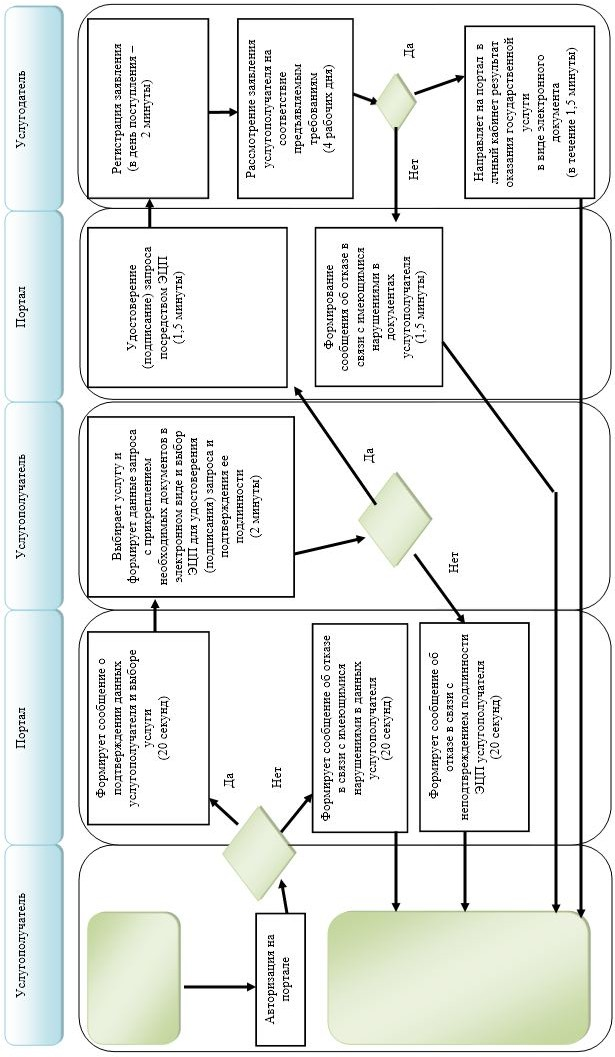 Услугополучатель
Портал
Услугополучатель
Портал
Услугодатель
Авторизация на
портале
Формирует сообщение о
подтверждении данных
услугополучателя и выборе
услуги
(20 секунд)
Да
Нет
Формирует сообщение об отказе
в связи с имеющимися
нарушениями в данных
услугополучателя
(20 секунд)
Формирует сообщение об
отказе в связи с
неподтвреждением подлинности
ЭЦП услугополучателя
(20 секунд)
Выбирает услугу и
формирует данные запроса
с прикреплением
необходимых документов в
электронном виде и выбор
ЭЦП для удостоверения
(подписания) запроса и
подтверждения ее
подлинности
(2 минуты)
Да
Нет
Удостоверение
(подписание) запроса
посредством ЭЦП
(1,5 минуты)
Формирование
сообщения об отказе в
связи с имеющимися
нарушениями в
документах
услугополучателя
(1,5 минуты)
Регистрация заявления
(в день поступления –
2 минуты)
Рассмотрение заявления
услугополучателя на
соответствие
предъявляемым
требованиям
(4 рабочих дня)
Да
Нет
Направляет на портал в
лчный кабинет результат
оказания государственной
услуги
в виде электронного
документа
(в течение 1,5 минуты)